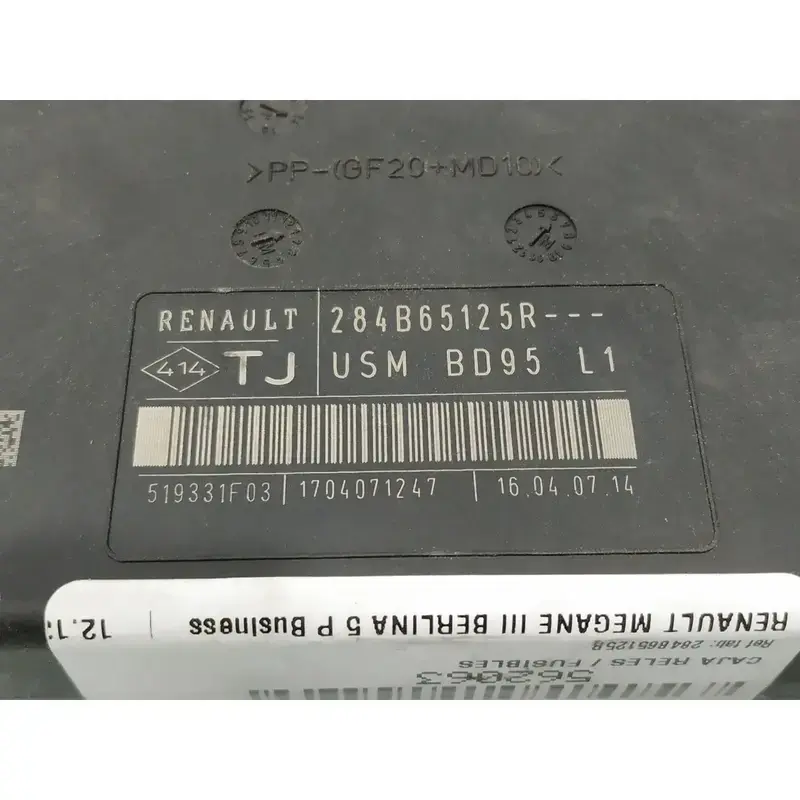 >PP-(GF20+MD10)<
RENAULT 284B65125R---
414 TJ USM BD95 L1
519331F03 | 1704071247 | 16.04.07.14
RENAULT MEGANE III BERLINA 5 P Business | 12.1
Ref fab: 284B65125R
CAJA RELES / FUSIBLES
562063